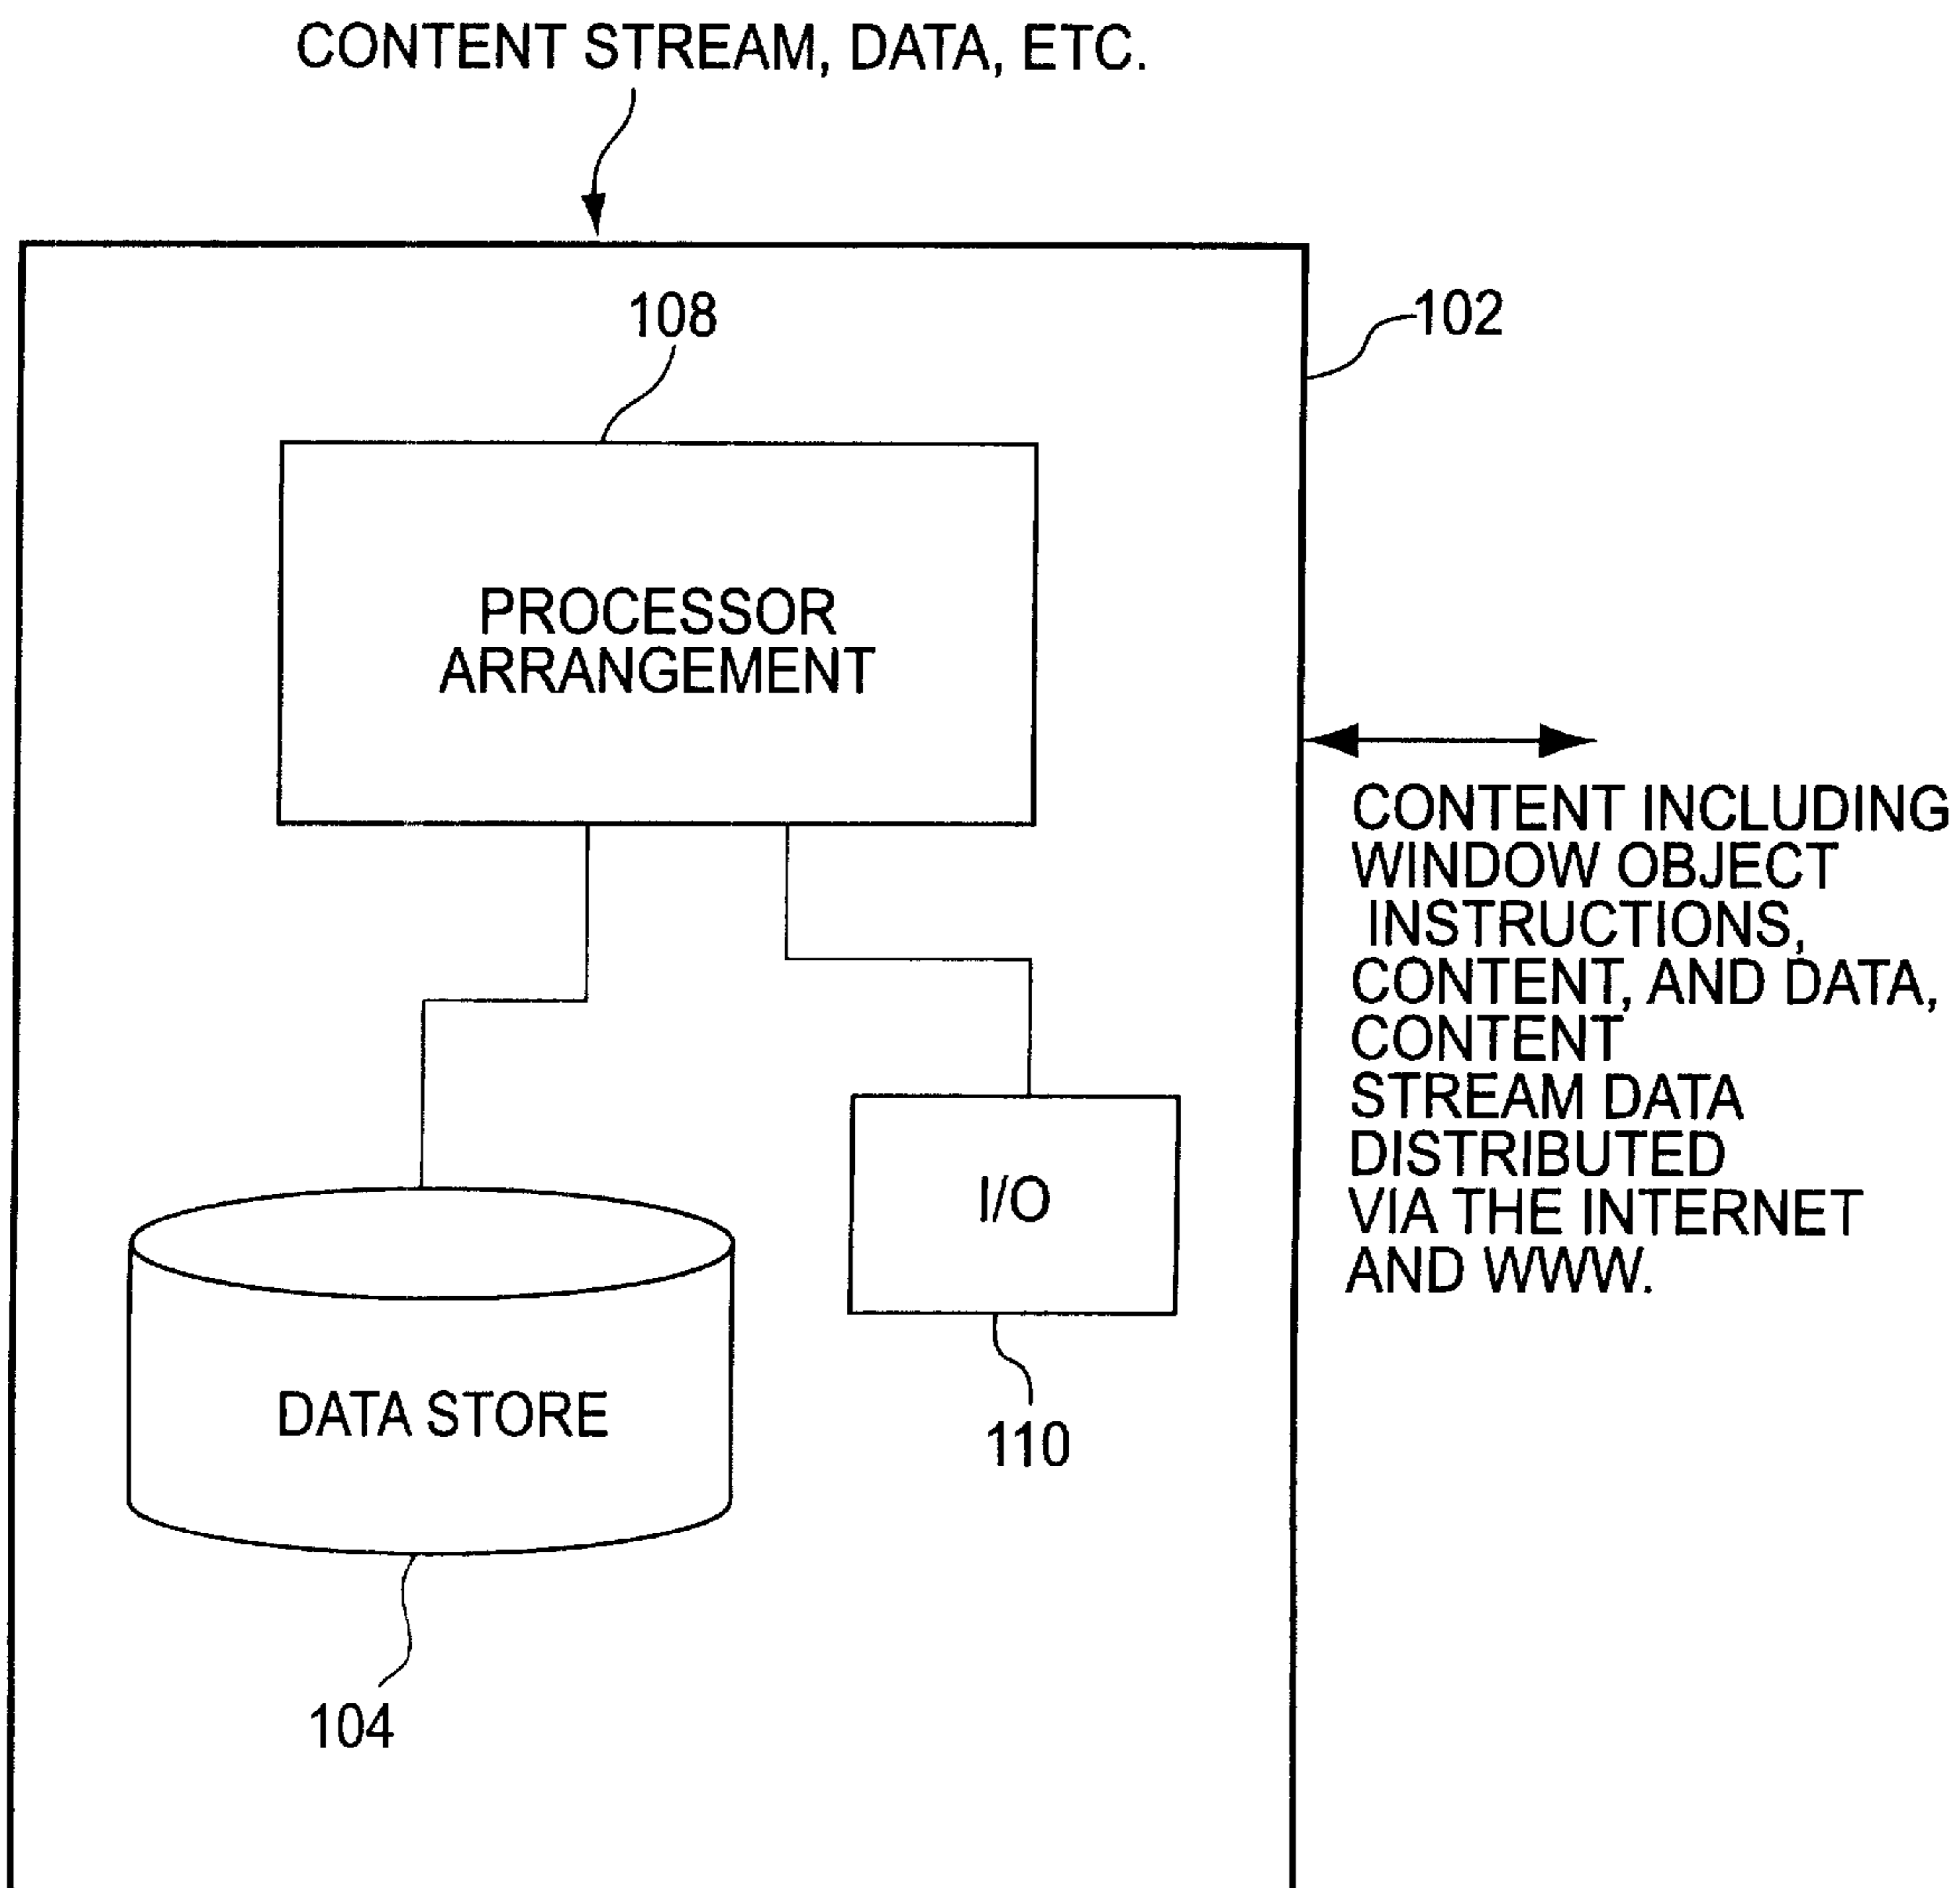 CONTENT STREAM, DATA, ETC.
108
102
PROCESSOR
ARRANGEMENT
CONTENT INCLUDING
WINDOW OBJECT
INSTRUCTIONS,
CONTENT, AND DATA,
CONTENT
STREAM DATA
DISTRIBUTED
VIA THE INTERNET
AND WWW.
I/O
DATA STORE
110
104